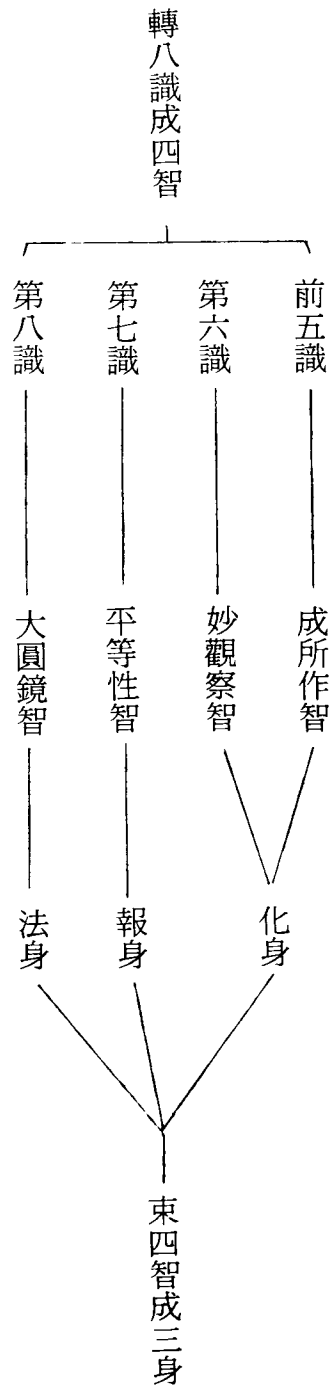 轉八識成四智
前五識
第六識
第七識
第八識
成所作智
妙觀察智
平等性智
大圓鏡智
化身
報身
法身
束四智成三身